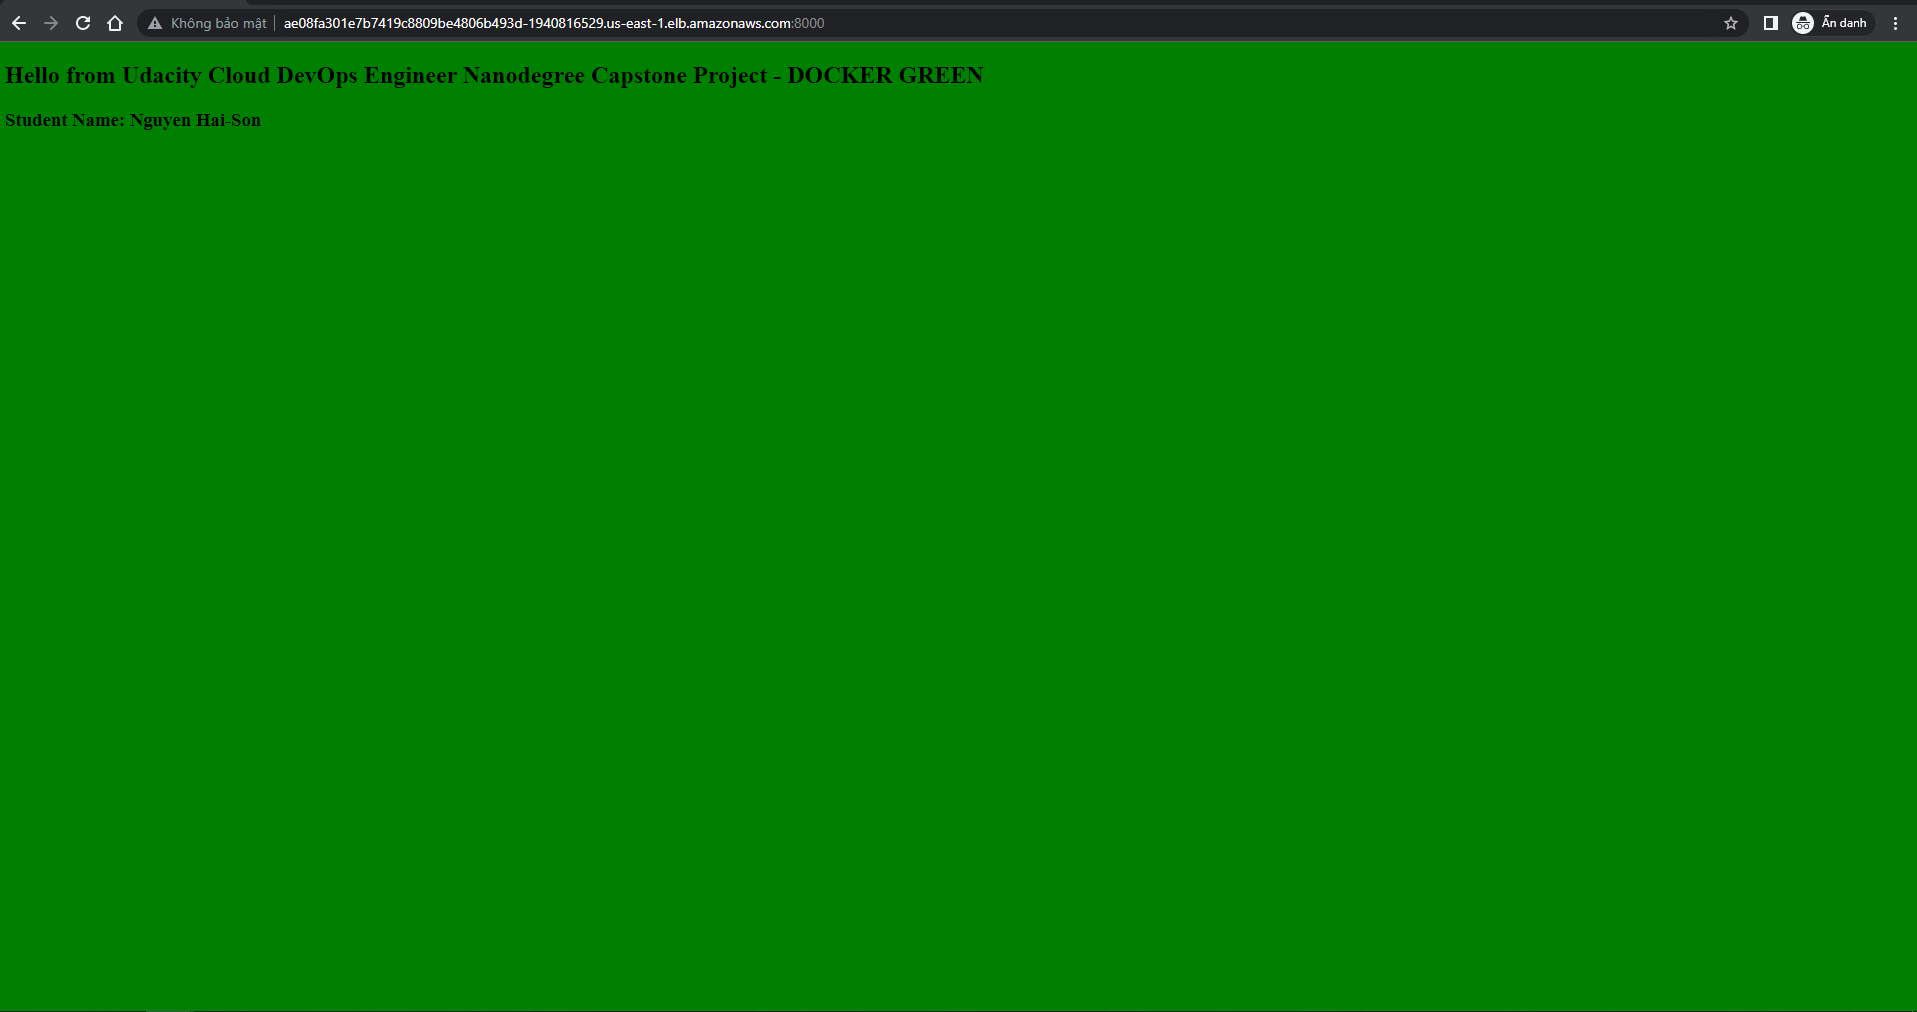 Không bảo mật ae08fa301e7b7419c8809be4806b493d-1940816529.us-east-1.elb.amazonaws.com:8000 Ẩn danh
Hello from Udacity Cloud DevOps Engineer Nanodegree Capstone Project - DOCKER GREEN
Student Name: Nguyen Hai-Son